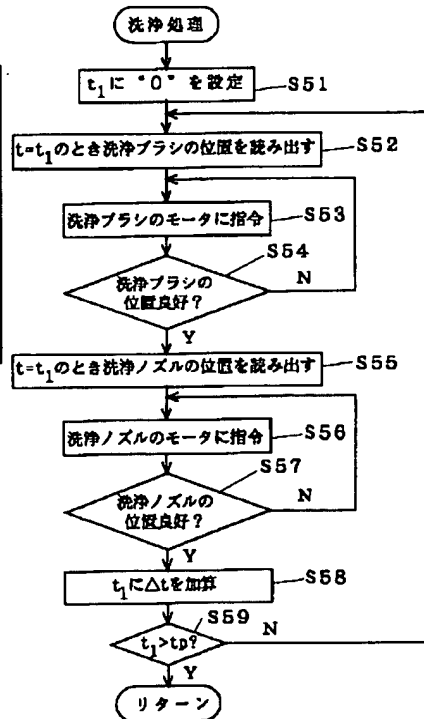 洗浄処理
t₁に "0" を設定
S51
t=t₁のとき洗浄ブラシの位置を読み出す
S52
洗浄ブラシのモータに指令
S53
S54
洗浄ブラシの
位置良好?
N
Y
t=t₁のとき洗浄ノズルの位置を読み出す
S55
洗浄ノズルのモータに指令
S56
S57
洗浄ノズルの
位置良好?
N
Y
t₁に△tを加算
S58
S59
t₁>tp?
N
Y
リターン